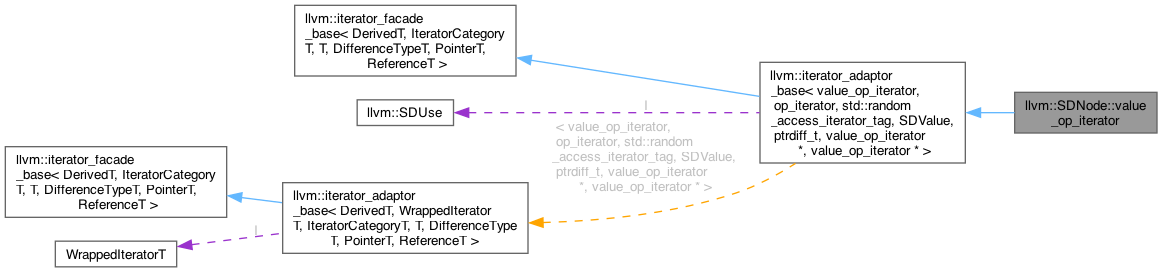 llvm::iterator_facade
_base< DerivedT, IteratorCategory
T, T, DifferenceTypeT, PointerT,
ReferenceT >
llvm::iterator_adaptor
_base< value_op_iterator,
op_iterator, std::random
_access_iterator_tag, SDValue,
ptrdiff_t, value_op_iterator
*, value_op_iterator * >
llvm::SDNode::value
_op_iterator
llvm::SDUse
I
< value_op_iterator,
op_iterator, std::random
_access_iterator_tag, SDValue,
ptrdiff_t, value_op_iterator
*, value_op_iterator * >
llvm::iterator_facade
_base< DerivedT, IteratorCategory
T, T, DifferenceTypeT, PointerT,
ReferenceT >
llvm::iterator_adaptor
_base< DerivedT, WrappedIterator
T, IteratorCategoryT, T, DifferenceType
T, PointerT, ReferenceT >
I
WrappedIteratorT